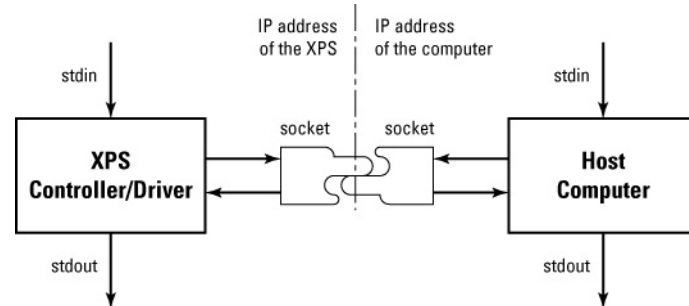 IP address
of the XPS
IP address
of the computer
stdin
stdin
socket
socket
XPS
Controller/Driver
Host
Computer
stdout
stdout